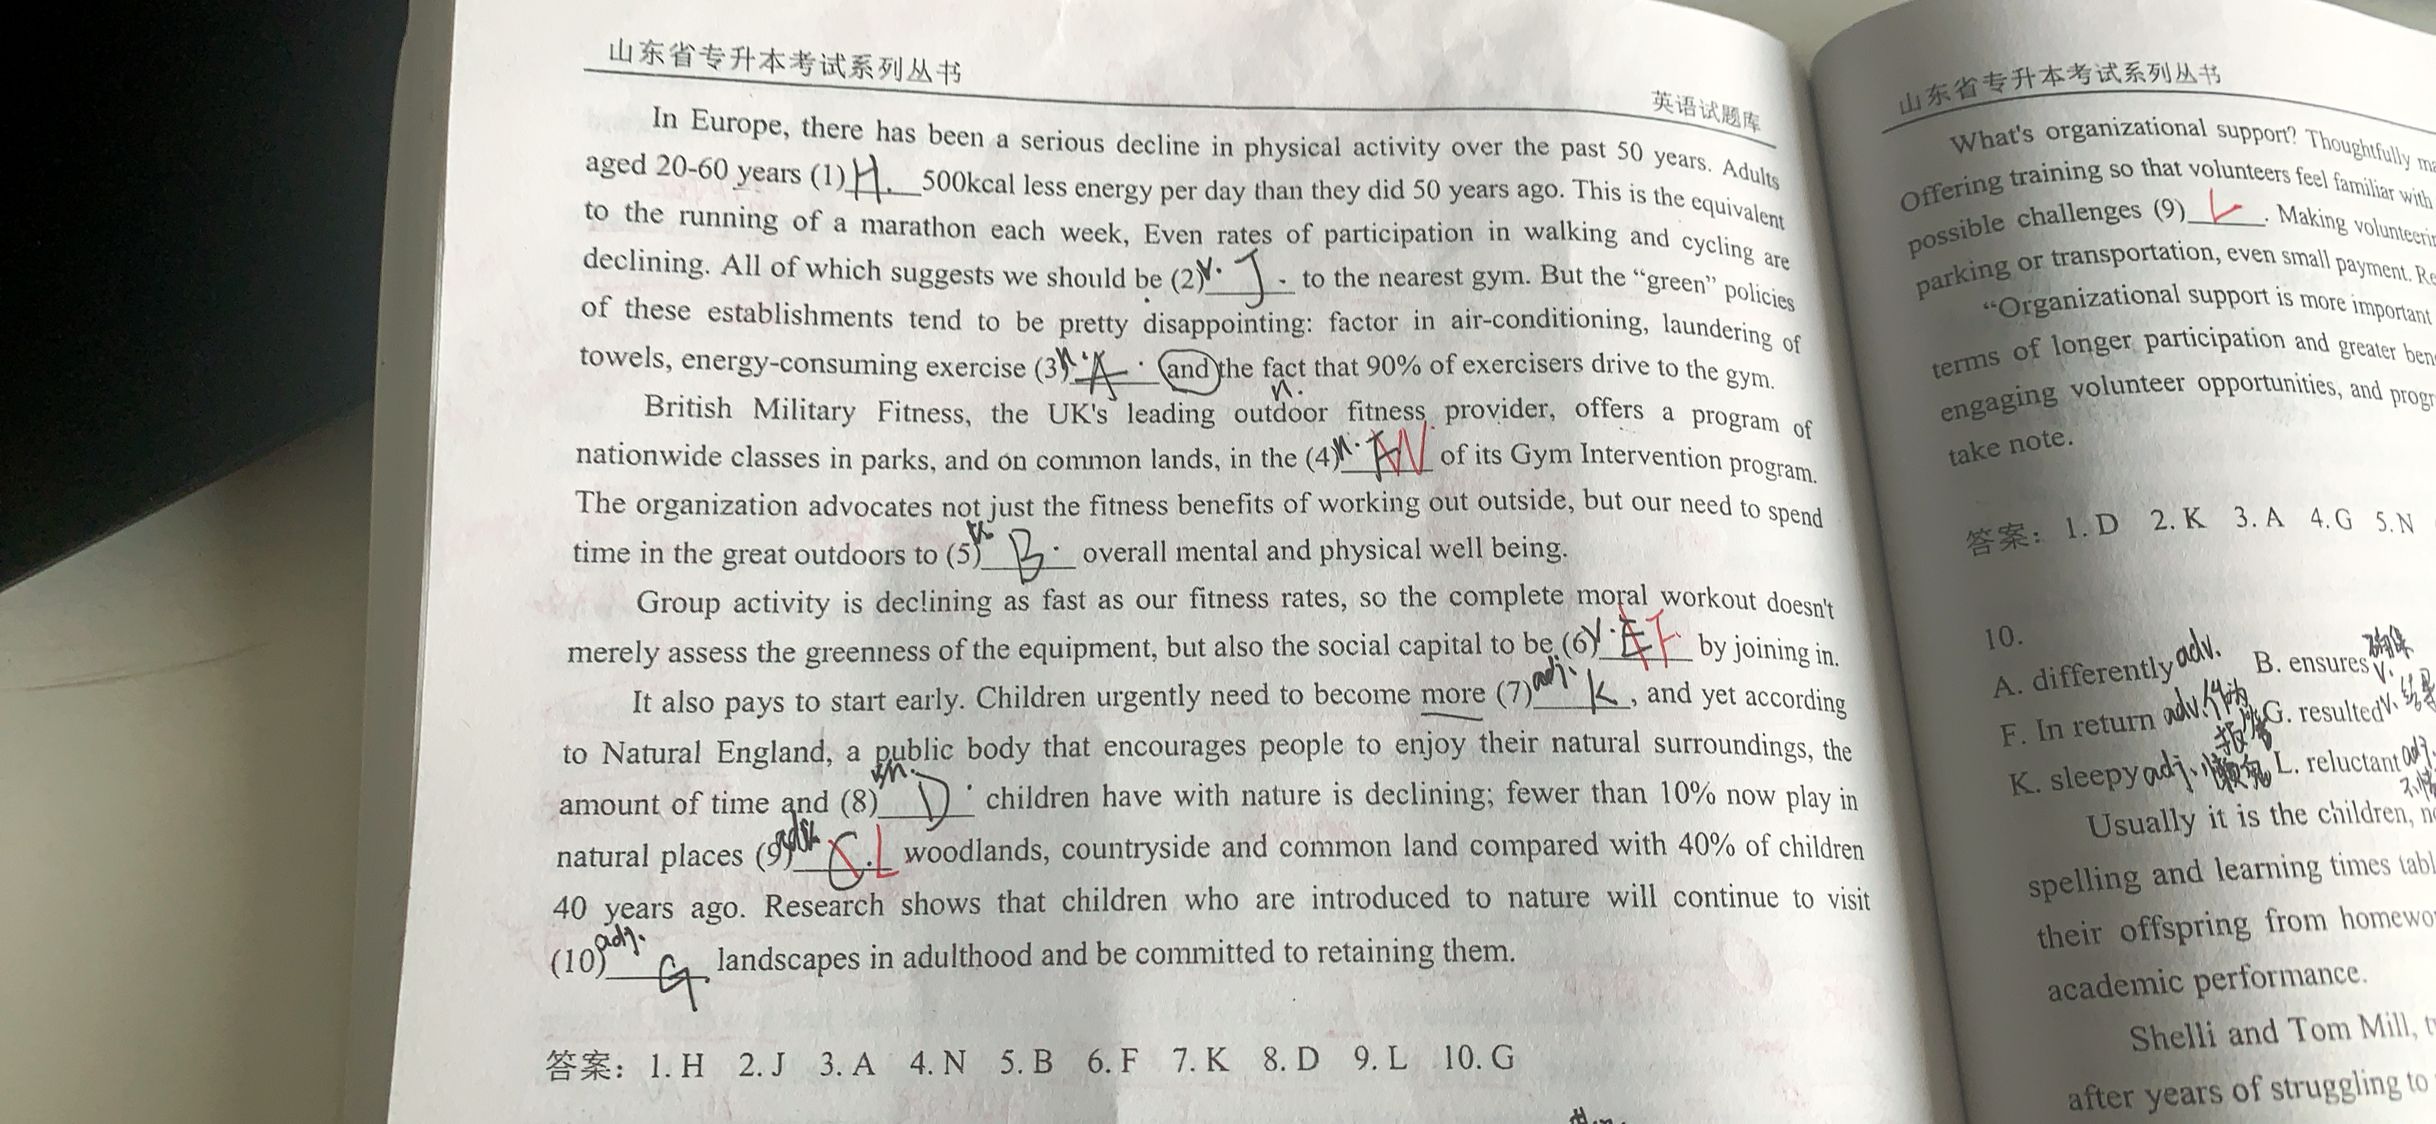 山东省专升本考试系列丛书
英语试题库
In Europe, there has been a serious decline in physical activity over the past 50 years. Adults
aged 20-60 years (1) H. 500kcal less energy per day than they did 50 years ago. This is the equivalent
to the running of a marathon each week, Even rates of participation in walking and cycling are
declining. All of which suggests we should be (2) v. J to the nearest gym. But the “green” policies
of these establishments tend to be pretty disappointing: factor in air-conditioning, laundering of
towels, energy-consuming exercise (3) n. A and the fact that 90% of exercisers drive to the gym.
n.
British Military Fitness, the UK's leading outdoor fitness provider, offers a program of
nationwide classes in parks, and on common lands, in the (4) n. N of its Gym Intervention program.
The organization advocates not just the fitness benefits of working out outside, but our need to spend
time in the great outdoors to (5) B. overall mental and physical well being.
Group activity is declining as fast as our fitness rates, so the complete moral workout doesn't
merely assess the greenness of the equipment, but also the social capital to be (6) v. E F by joining in.
It also pays to start early. Children urgently need to become more (7) adj. K, and yet according
to Natural England, a public body that encourages people to enjoy their natural surroundings, the
amount of time and (8) n. D children have with nature is declining; fewer than 10% now play in
natural places (9) C. L woodlands, countryside and common land compared with 40% of children
40 years ago. Research shows that children who are introduced to nature will continue to visit
(10) adj. G landscapes in adulthood and be committed to retaining them.
答案： 1. H 2. J 3. A 4. N 5. B 6. F 7. K 8. D 9. L 10. G
山东省专升本考试系列丛书
What's organizational support? Thoughtfully
Offering training so that volunteers feel familiar with
possible challenges (9) L. Making
parking or transportation, even small payment.
“Organizational support is more important
terms of longer participation and greater
engaging volunteer opportunities, and
take note.
答案： 1. D 2. K 3. A 4. G 5. N
10.
A. differently adv. B. ensures v. 确保
F. In return adv. 作为 G. resulted v.
报答
K. sleepy adj. L. reluctant adj.
Usually it is the children,
spelling and learning times
their offspring from
academic performance.
Shelli and Tom Mill,
after years of struggling to